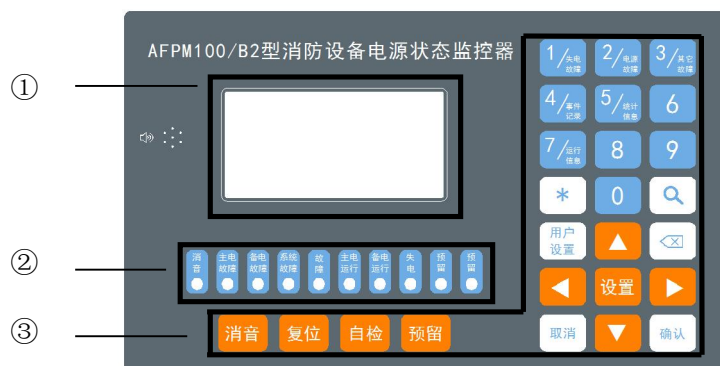 AFPM100/B2型消防设备电源状态监控器
①
②
③
消音
主电故障
备电故障
系统故障
故障
主电运行
备电运行
失电
预留
预留
消音 复位 自检 预留
1/失电故障 2/电源故障 3/其它故障
4/事件记录 5/统计信息 6
7/运行信息 8 9
* 0
用户设置
设置
取消 确认